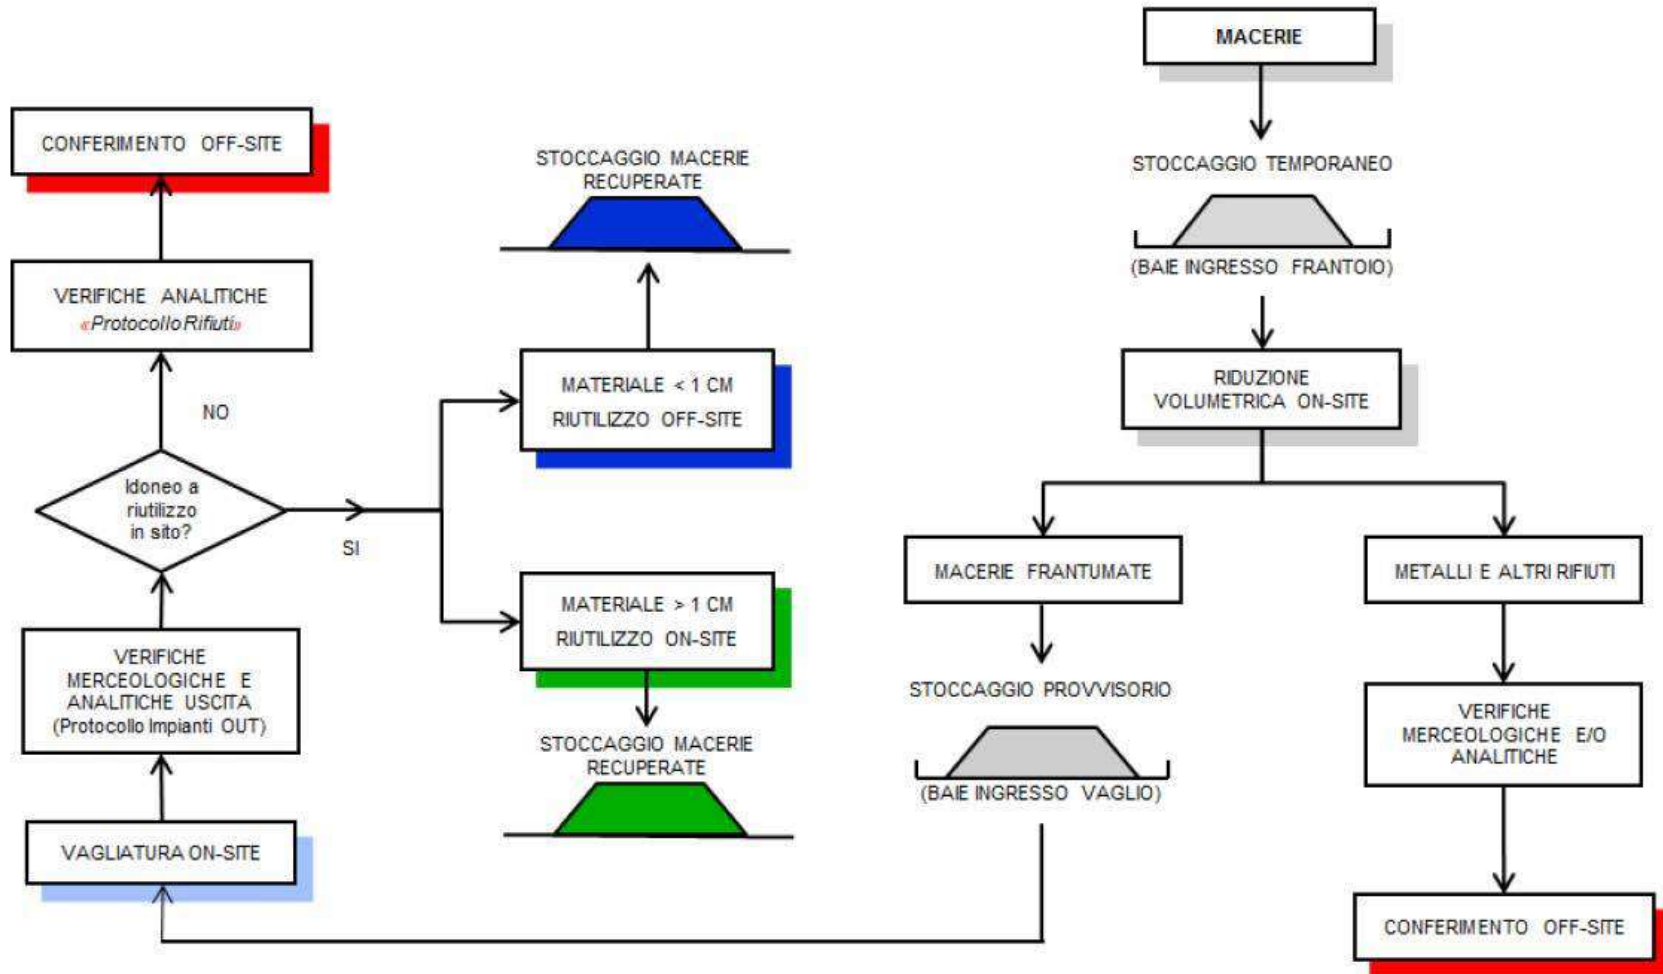 MACERIE
STOCCAGGIO TEMPORANEO
(BAIE INGRESSO FRANTOIO)
RIDUZIONE
VOLUMETRICA ON-SITE
MACERIE FRANTUMATE
STOCCAGGIO PROVVISORIO
(BAIE INGRESSO VAGLIO)
METALLI E ALTRI RIFIUTI
VERIFICHE
MERCEOLOGICHE E/O
ANALITICHE
CONFERIMENTO OFF-SITE
VAGLIATURA ON-SITE
VERIFICHE
MERCEOLOGICHE E
ANALITICHE USCITA
(Protocollo Impianti OUT)
Idoneo a
riutilizzo
in sito?
NO
VERIFICHE ANALITICHE
«Protocollo Rifiuti»
CONFERIMENTO OFF-SITE
SI
MATERIALE < 1 CM
RIUTILIZZO OFF-SITE
STOCCAGGIO MACERIE
RECUPERATE
MATERIALE > 1 CM
RIUTILIZZO ON-SITE
STOCCAGGIO MACERIE
RECUPERATE